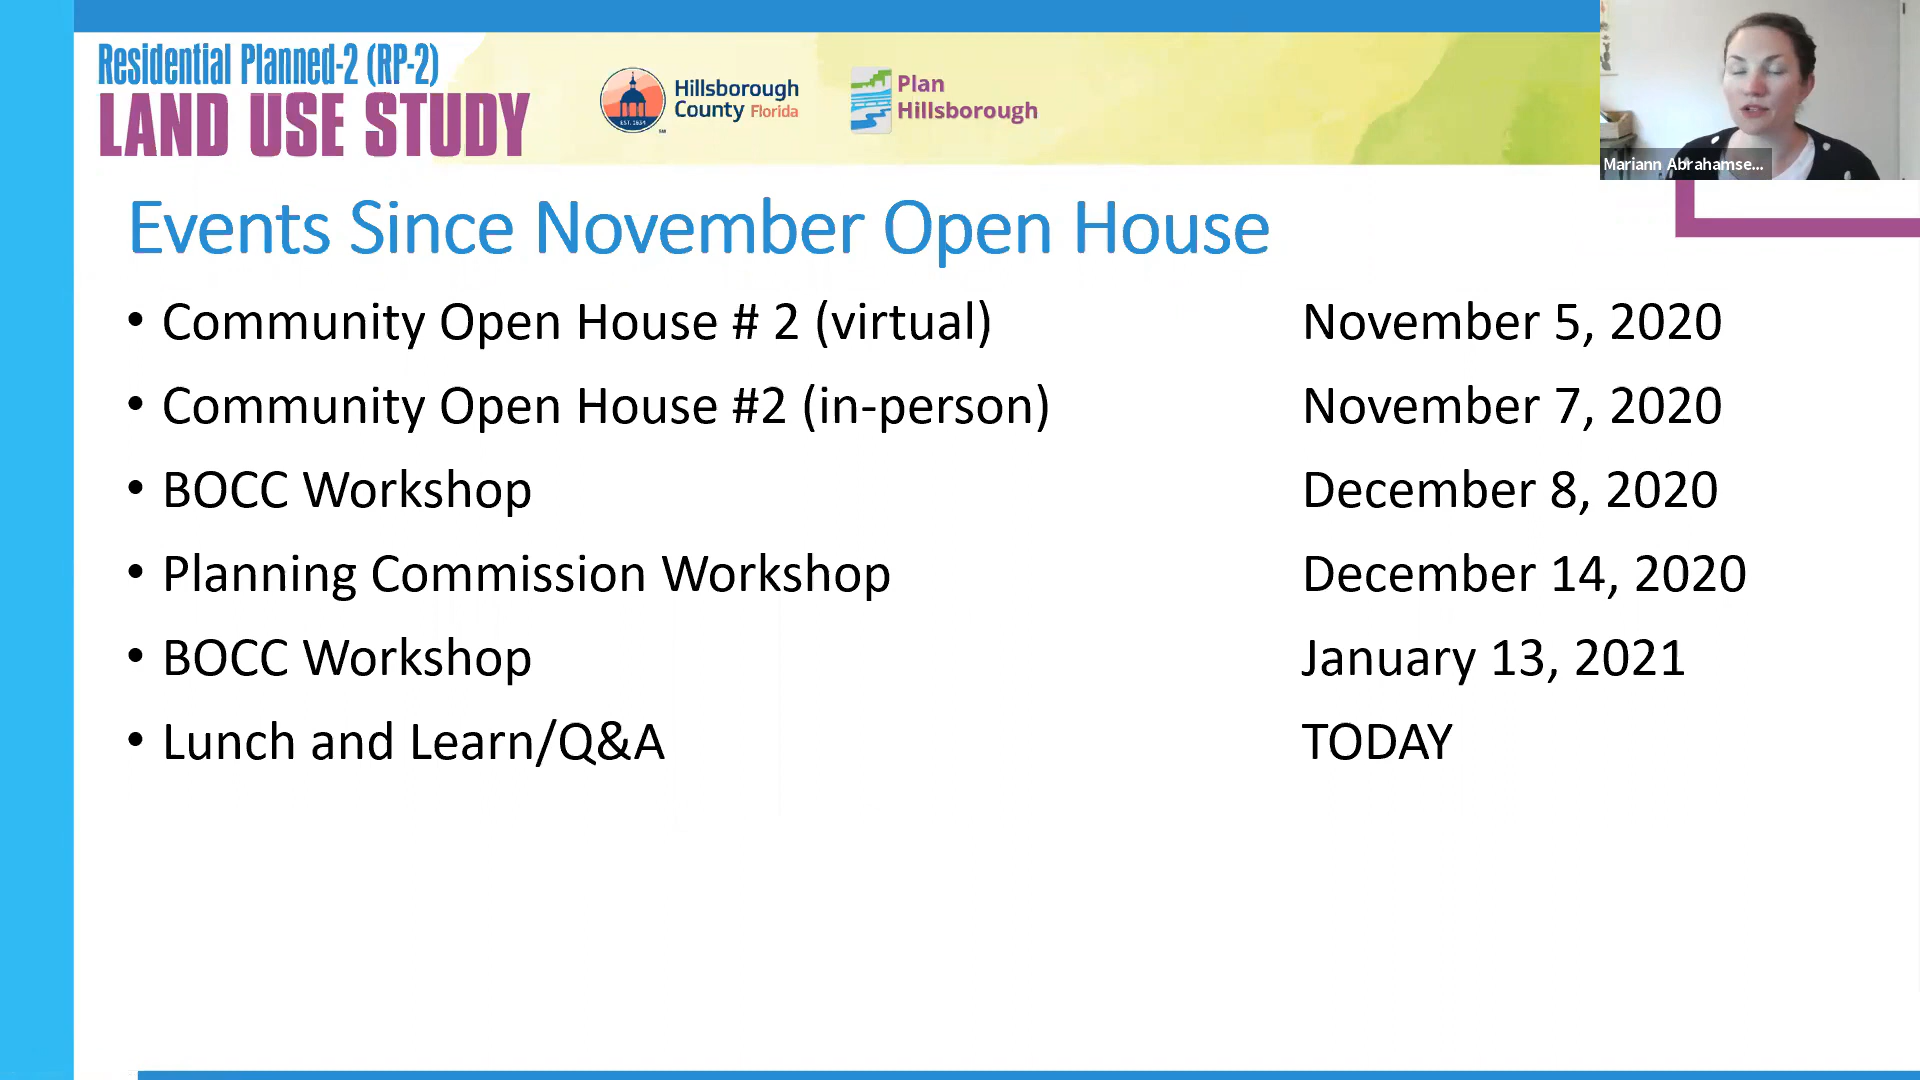 Residential Planned-2 (RP-2)
LAND USE STUDY
Hillsborough
County Florida
EST. 1834
SM
Plan
Hillsborough
Mariann Abrahamse...
Events Since November Open House
• Community Open House # 2 (virtual) November 5, 2020
• Community Open House #2 (in-person) November 7, 2020
• BOCC Workshop December 8, 2020
• Planning Commission Workshop December 14, 2020
• BOCC Workshop January 13, 2021
• Lunch and Learn/Q&A TODAY